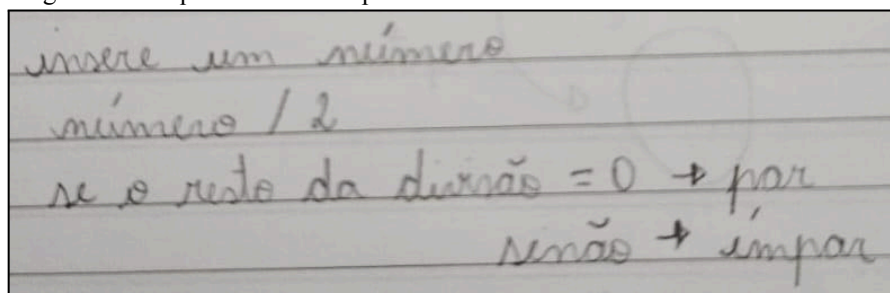 insere um número
número / 2
se o resto da divisão = 0 → par
senão → ímpar